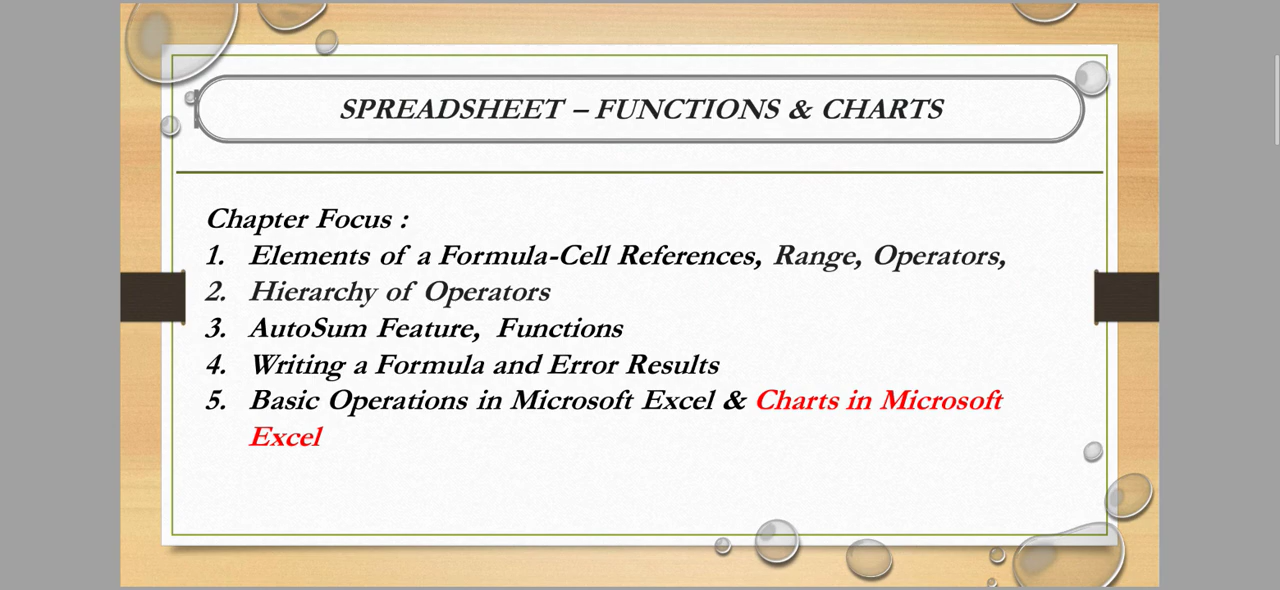 SPREADSHEET – FUNCTIONS & CHARTS
Chapter Focus :
1. Elements of a Formula-Cell References, Range, Operators,
2. Hierarchy of Operators
3. AutoSum Feature, Functions
4. Writing a Formula and Error Results
5. Basic Operations in Microsoft Excel & Charts in Microsoft
Excel